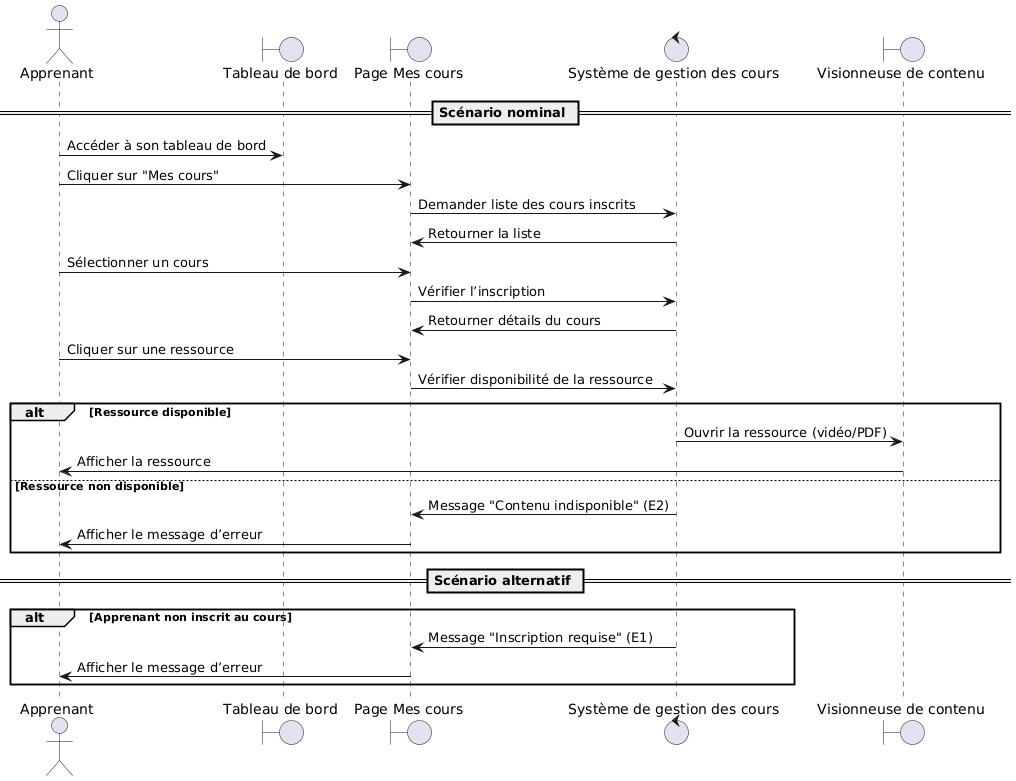 Apprenant
Tableau de bord
Page Mes cours
Système de gestion des cours
Visionneuse de contenu
Scénario nominal
Accéder à son tableau de bord
Cliquer sur "Mes cours"
Demander liste des cours inscrits
Retourner la liste
Sélectionner un cours
Vérifier l’inscription
Retourner détails du cours
Cliquer sur une ressource
Vérifier disponibilité de la ressource
alt [Ressource disponible]
Ouvrir la ressource (vidéo/PDF)
Afficher la ressource
[Ressource non disponible]
Message "Contenu indisponible" (E2)
Afficher le message d’erreur
Scénario alternatif
alt [Apprenant non inscrit au cours]
Message "Inscription requise" (E1)
Afficher le message d’erreur
Apprenant
Tableau de bord
Page Mes cours
Système de gestion des cours
Visionneuse de contenu